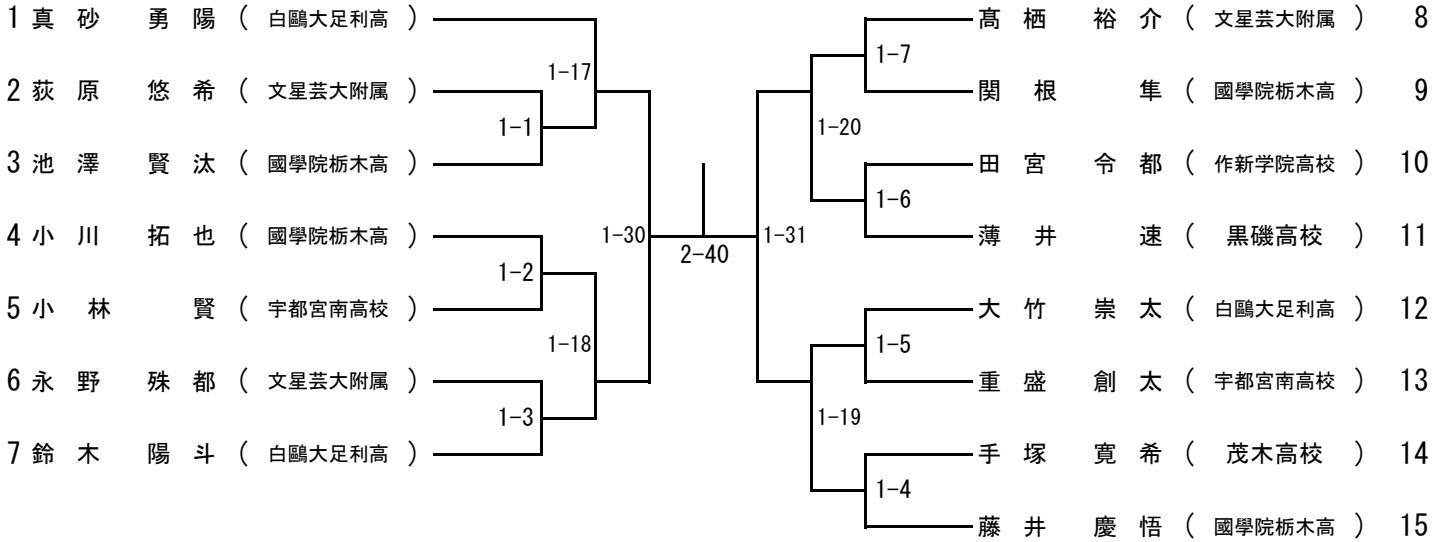 1 真砂 勇陽 ( 白鷗大足利高 )
2 荻原 悠希 ( 文星芸大附属 )
3 池澤 賢汰 ( 國學院栃木高 )
4 小川 拓也 ( 國學院栃木高 )
5 小林 賢 ( 宇都宮南高校 )
6 永野 殊都 ( 文星芸大附属 )
7 鈴木 陽斗 ( 白鷗大足利高 )
1-17
1-1
1-2
1-18
1-3
1-30
2-40
1-31
1-7
1-20
1-6
1-5
1-19
1-4
髙栖 裕介 ( 文星芸大附属 ) 8
関根 隼 ( 國學院栃木高 ) 9
田宮 令都 ( 作新学院高校 ) 10
薄井 速 ( 黒磯高校 ) 11
大竹 崇太 ( 白鷗大足利高 ) 12
重盛 創太 ( 宇都宮南高校 ) 13
手塚 寛希 ( 茂木高校 ) 14
藤井 慶悟 ( 國學院栃木高 ) 15